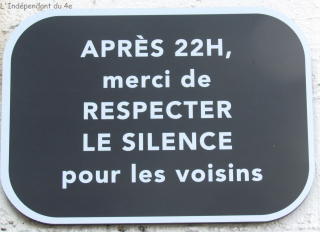 L'Indépendant du 4e
APRÈS 22H,
merci de
RESPECTER
LE SILENCE
pour les voisins